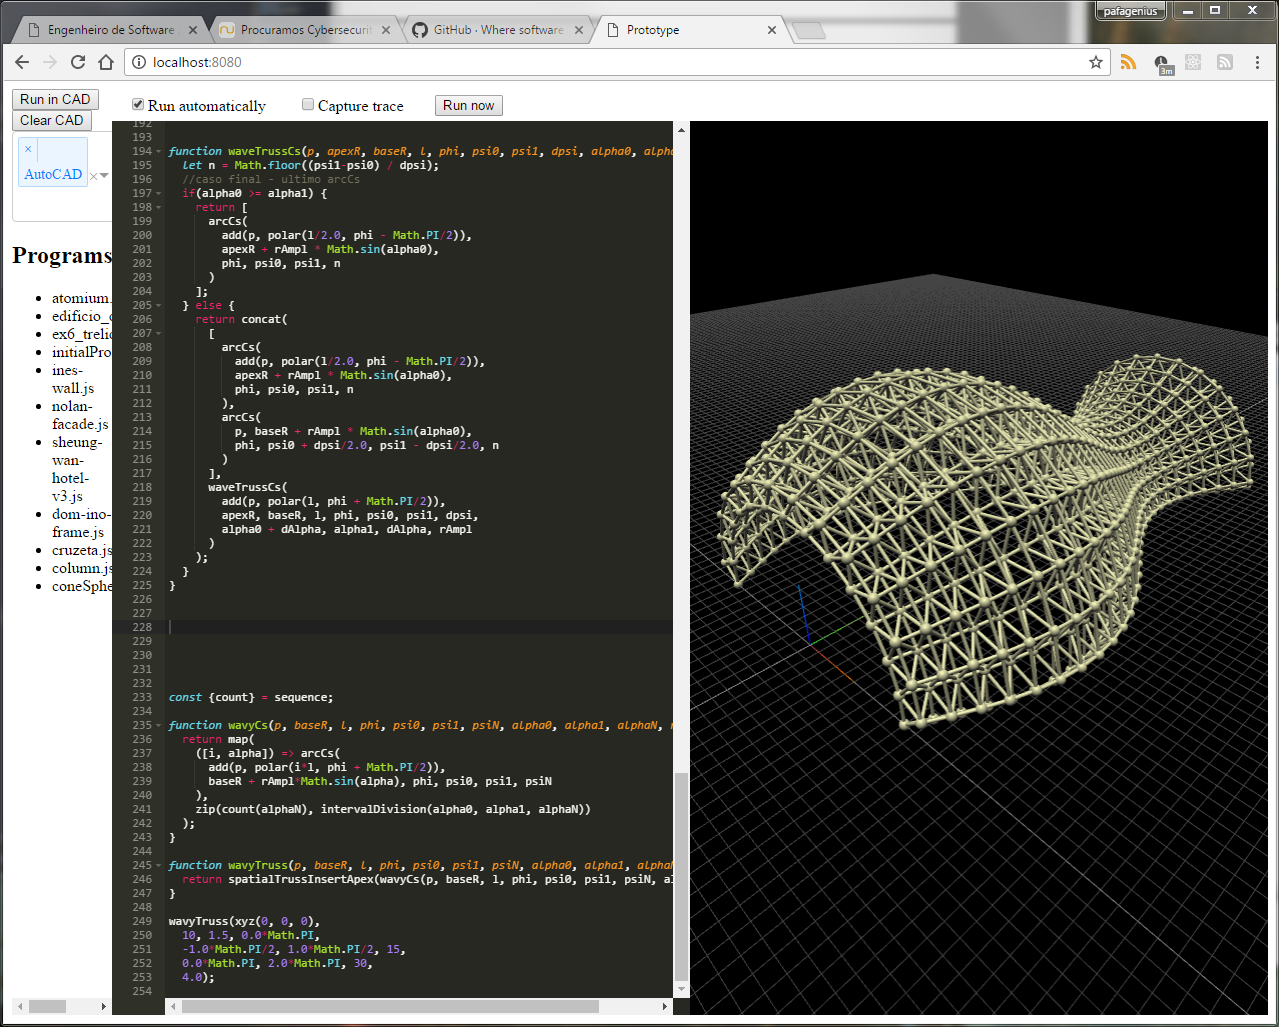 pafagenius
Engenheiro de Software
Procuramos Cybersecurit
GitHub · Where software
Prototype
localhost:8080
3m
Run in CAD
Clear CAD
Run automatically
Capture trace
Run now
× AutoCAD
Programs
atomium.
edificio_c
ex6_trelic
initialPro
ines-
wall.js
nolan-
facade.js
sheung-
wan-
hotel-
v3.js
dom-ino-
frame.js
cruzeta.js
column.js
coneSphe
192
193
194 function waveTrussCs(p, apexR, baseR, l, phi, psi0, psi1, dpsi, alpha0, alpha
195 let n = Math.floor((psi1-psi0) / dpsi);
196 //caso final - ultimo arcCs
197 if(alpha0 >= alpha1) {
198 return [
199 arcCs(
200 add(p, polar(l/2.0, phi - Math.PI/2)),
201 apexR + rAmpl * Math.sin(alpha0),
202 phi, psi0, psi1, n
203 )
204 ];
205 } else {
206 return concat(
207 [
208 arcCs(
209 add(p, polar(l/2.0, phi - Math.PI/2)),
210 apexR + rAmpl * Math.sin(alpha0),
211 phi, psi0, psi1, n
212 ),
213 arcCs(
214 p, baseR + rAmpl * Math.sin(alpha0),
215 phi, psi0 + dpsi/2.0, psi1 - dpsi/2.0, n
216 )
217 ],
218 waveTrussCs(
219 add(p, polar(l, phi + Math.PI/2)),
220 apexR, baseR, l, phi, psi0, psi1, dpsi,
221 alpha0 + dAlpha, alpha1, dAlpha, rAmpl
222 )
223 );
224 }
225 }
226
227
228
229
230
231
232
233 const {count} = sequence;
234
235 function wavyCs(p, baseR, l, phi, psi0, psi1, psiN, alpha0, alpha1, alphaN, r
236 return map(
237 ([i, alpha]) => arcCs(
238 add(p, polar(i*l, phi + Math.PI/2)),
239 baseR + rAmpl*Math.sin(alpha), phi, psi0, psi1, psiN
240 ),
241 zip(count(alphaN), intervalDivision(alpha0, alpha1, alphaN))
242 );
243 }
244
245 function wavyTruss(p, baseR, l, phi, psi0, psi1, psiN, alpha0, alpha1, alphaN
246 return spatialTrussInsertApex(wavyCs(p, baseR, l, phi, psi0, psi1, psiN, al
247 }
248
249 wavyTruss(xyz(0, 0, 0),
250 10, 1.5, 0.0*Math.PI,
251 -1.0*Math.PI/2, 1.0*Math.PI/2, 15,
252 0.0*Math.PI, 2.0*Math.PI, 30,
253 4.0);
254